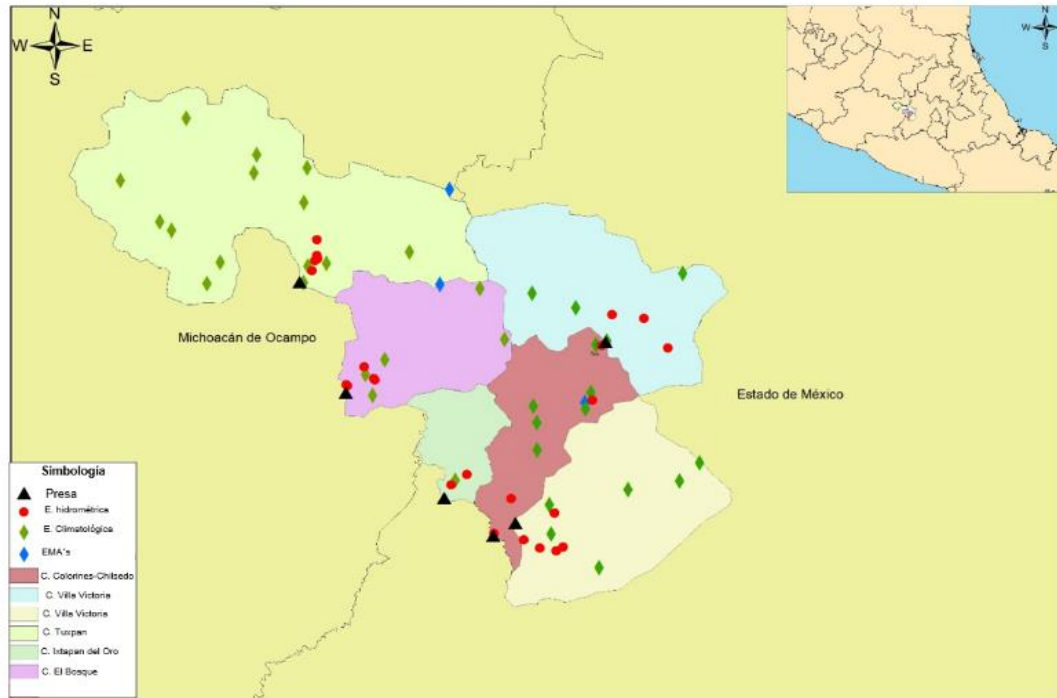 N
W E
S
N
W E
S
Michoacán de Ocampo
Estado de México
Simbología
Presa
E. hidrométrica
E. Climatológica
EMA´s
C. Colorines-Chilsedo
C. Villa Victoria
C. Villa Victoria
C. Tuxpan
C. Ixtapan del Oro
C. El Bosque